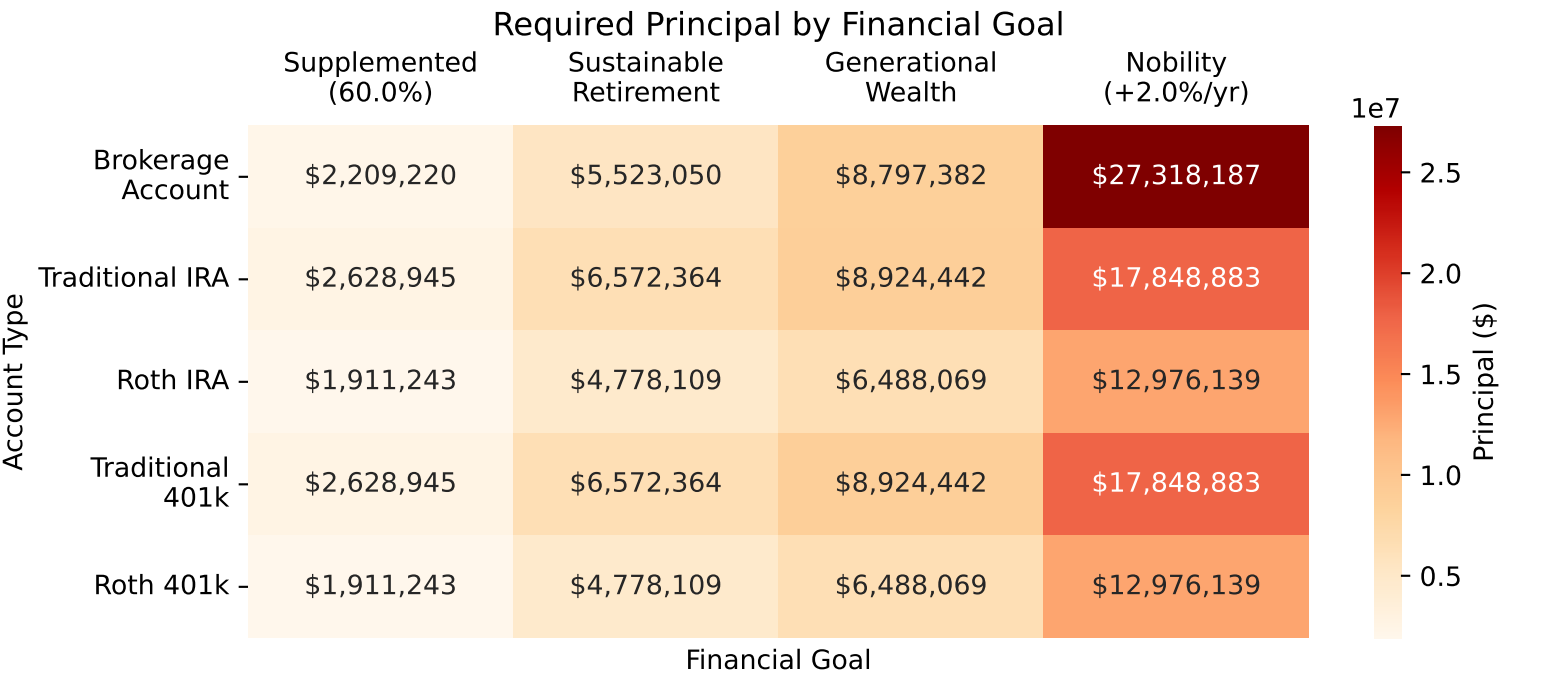 Required Principal by Financial Goal
Supplemented
(60.0%)
Sustainable
Retirement
Generational
Wealth
Nobility
(+2.0%/yr)
Account Type
Brokerage
Account
$2,209,220
$5,523,050
$8,797,382
$27,318,187
Traditional IRA
$2,628,945
$6,572,364
$8,924,442
$17,848,883
Roth IRA
$1,911,243
$4,778,109
$6,488,069
$12,976,139
Traditional
401k
$2,628,945
$6,572,364
$8,924,442
$17,848,883
Roth 401k
$1,911,243
$4,778,109
$6,488,069
$12,976,139
Financial Goal
1e7
2.5
2.0
1.5
1.0
0.5
Principal ($)